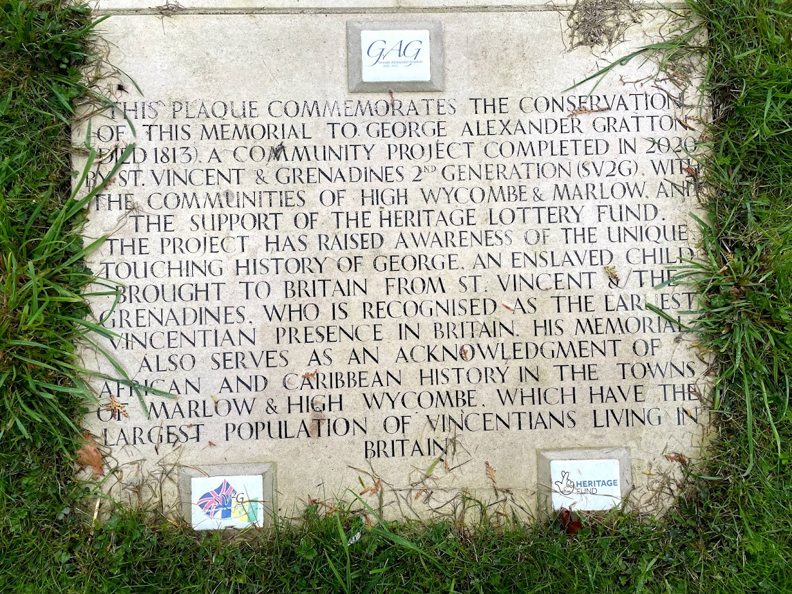 GAG
THIS PLAQUE COMMEMORATES THE CONSERVATION
OF THIS MEMORIAL TO GEORGE ALEXANDER GRATTON
(DIED 1813). A COMMUNITY PROJECT COMPLETED IN 2020
BY ST. VINCENT & GRENADINES 2ND GENERATION (SV2G), WITH
THE COMMUNITIES OF HIGH WYCOMBE & MARLOW, AND
THE SUPPORT OF THE HERITAGE LOTTERY FUND.
THE PROJECT HAS RAISED AWARENESS OF THE UNIQUE
TOUCHING HISTORY OF GEORGE. AN ENSLAVED CHILD
BROUGHT TO BRITAIN FROM ST. VINCENT & THE
GRENADINES, WHO IS RECOGNISED AS THE LARLIEST
VINCENTIAN PRESENCE IN BRITAIN. HIS MEMORIAL
ALSO SERVES AS AN ACKNOWLEDGMENT OF
AFRICAN AND CARIBBEAN HISTORY IN THE TOWNS
OF MARLOW & HIGH WYCOMBE, WHICH HAVE THE
LARGEST POPULATION OF VINCENTIANS LIVING IN
BRITAIN
HERITAGE
FUND